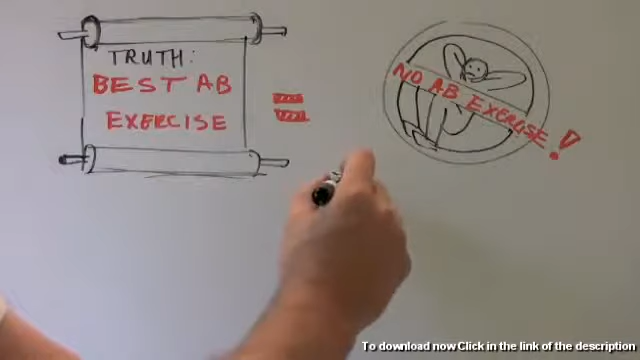 TRUTH:
BEST AB
EXERCISE
=
NO AB EXERCISE!
To download now Click in the link of the description